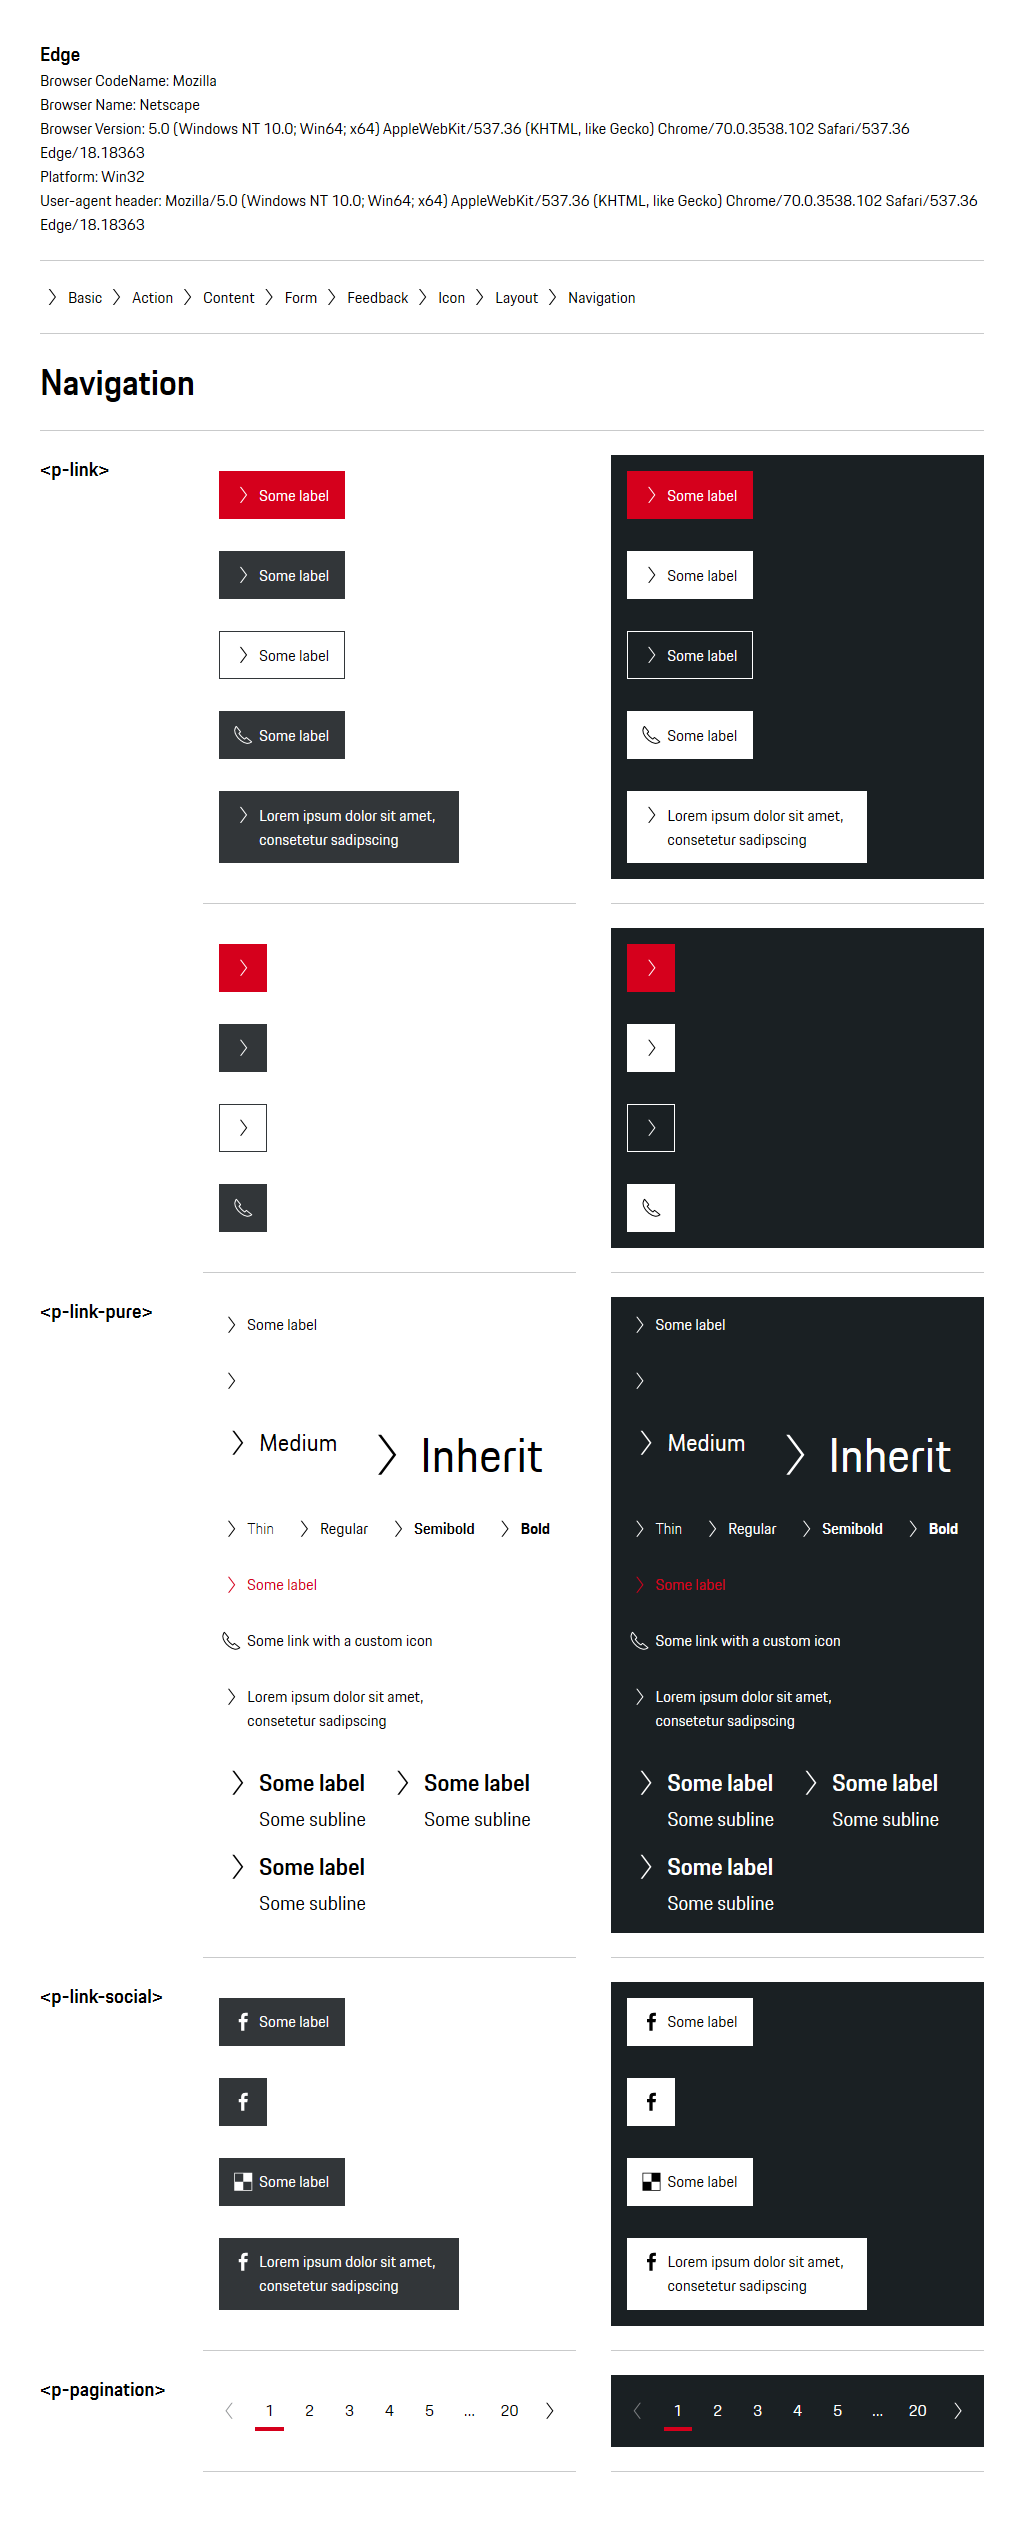 Edge
Browser CodeName: Mozilla
Browser Name: Netscape
Browser Version: 5.0 (Windows NT 10.0; Win64; x64) AppleWebKit/537.36 (KHTML, like Gecko) Chrome/70.0.3538.102 Safari/537.36
Edge/18.18363
Platform: Win32
User-agent header: Mozilla/5.0 (Windows NT 10.0; Win64; x64) AppleWebKit/537.36 (KHTML, like Gecko) Chrome/70.0.3538.102 Safari/537.36
Edge/18.18363
Basic Action Content Form Feedback Icon Layout Navigation
Navigation
<p-link>
Some label Some label
Some label Some label
Some label Some label
Some label Some label
Lorem ipsum dolor sit amet, Lorem ipsum dolor sit amet,
consetetur sadipscing consetetur sadipscing
<p-link-pure>
Some label Some label
Medium Inherit Medium Inherit
Thin Regular Semibold Bold Thin Regular Semibold Bold
Some label Some label
Some link with a custom icon Some link with a custom icon
Lorem ipsum dolor sit amet, Lorem ipsum dolor sit amet,
consetetur sadipscing consetetur sadipscing
Some label Some label Some label Some label
Some subline Some subline Some subline Some subline
Some label Some label
Some subline Some subline
<p-link-social>
Some label Some label
Some label Some label
Lorem ipsum dolor sit amet, Lorem ipsum dolor sit amet,
consetetur sadipscing consetetur sadipscing
<p-pagination>
1 2 3 4 5 ... 20 1 2 3 4 5 ... 20